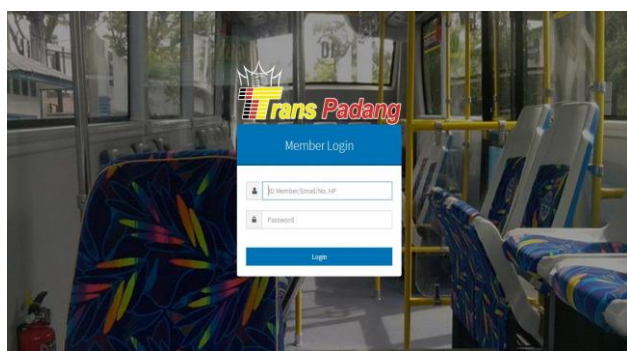 Trans Padang
Member Login
ID Member/Email/No. HP
Password
Login